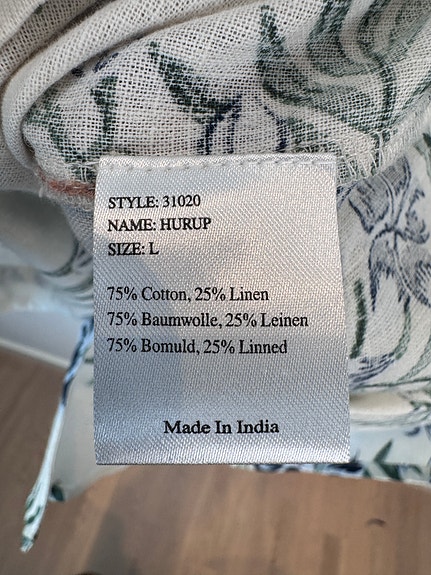 STYLE: 31020
NAME: HURUP
SIZE: L
75% Cotton, 25% Linen
75% Baumwolle, 25% Leinen
75% Bomuld, 25% Linned
Made In India